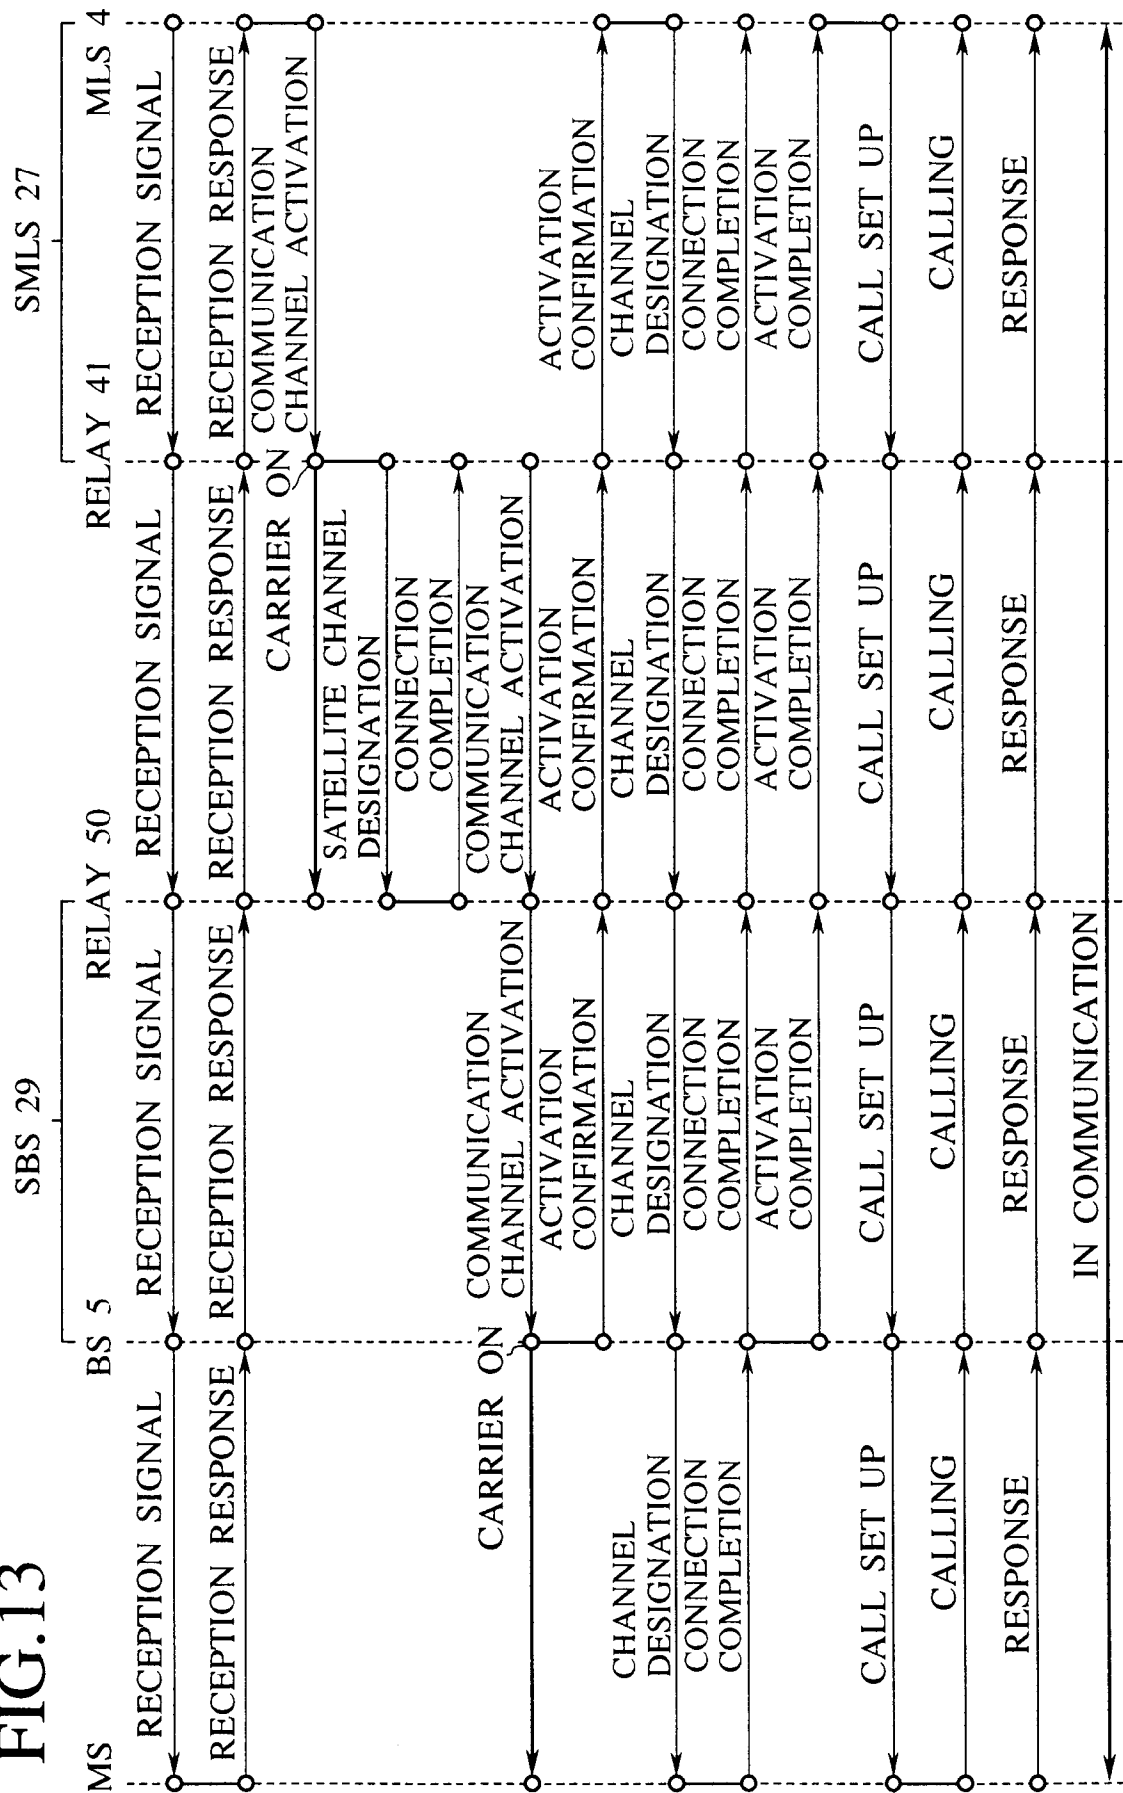 FIG.13
SBS 29
SMLS 27
MS
BS 5
RELAY 50
RELAY 41
MLS 4
RECEPTION SIGNAL
RECEPTION SIGNAL
RECEPTION SIGNAL
RECEPTION SIGNAL
RECEPTION RESPONSE
RECEPTION RESPONSE
RECEPTION RESPONSE
RECEPTION RESPONSE
COMMUNICATION
CHANNEL ACTIVATION
CARRIER ON
SATELLITE CHANNEL
DESIGNATION
CONNECTION
COMPLETION
CARRIER ON
COMMUNICATION
CHANNEL ACTIVATION
COMMUNICATION
CHANNEL ACTIVATION
ACTIVATION
CONFIRMATION
ACTIVATION
CONFIRMATION
ACTIVATION
CONFIRMATION
CHANNEL
DESIGNATION
CHANNEL
DESIGNATION
CHANNEL
DESIGNATION
CHANNEL
DESIGNATION
CONNECTION
COMPLETION
CONNECTION
COMPLETION
CONNECTION
COMPLETION
CONNECTION
COMPLETION
ACTIVATION
COMPLETION
ACTIVATION
COMPLETION
ACTIVATION
COMPLETION
CALL SET UP
CALL SET UP
CALL SET UP
CALL SET UP
CALLING
CALLING
CALLING
CALLING
RESPONSE
RESPONSE
RESPONSE
RESPONSE
IN COMMUNICATION